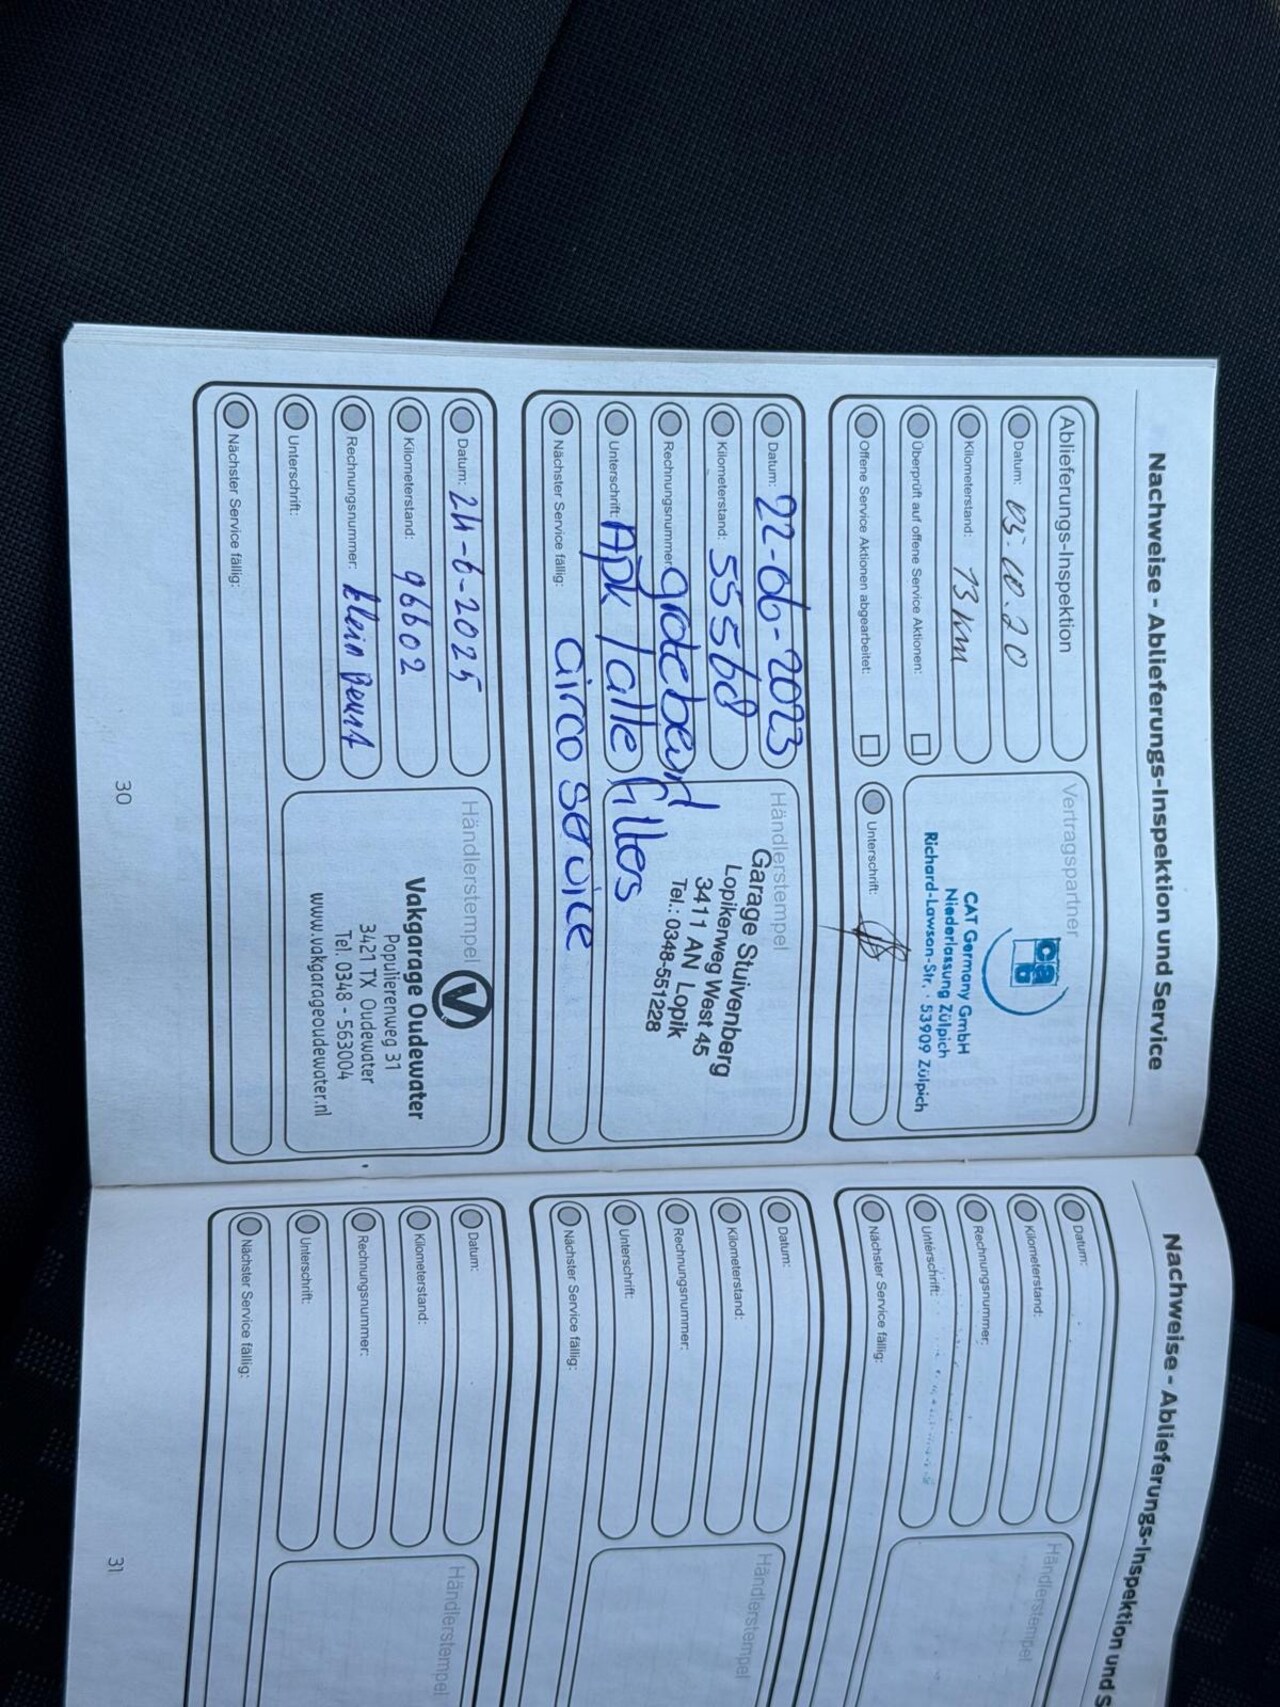 Nachweise - Ablieferungs-Inspektion und Service
Ablieferungs-Inspektion
Datum: 05.10.20
Kilometerstand: 13 km
Überprüft auf offene Service Aktionen:
Offene Service Aktionen abgearbeitet:
Vertragspartner
cab
CAT Germany GmbH
Niederlassung Zülpich
Richard-Lawson-Str. · 53909 Zülpich
Unterschrift:
Datum: 22-06-2023
Kilometerstand: 55568
Rechnungsnummer: grote beurt
Unterschrift: Apk / alle filters
Nächster Service fällig: airco service
Händlerstempel
Garage Stuivenberg
Lopikerweg West 45
3411 AN Lopik
Tel.: 0348-551228
Datum: 24-6-2025
Kilometerstand: 96602
Rechnungsnummer: klein Beurt
Unterschrift:
Nächster Service fällig:
Händlerstempel
V
Vakgarage Oudewater
Populierenweg 31
3421 TX Oudewater
Tel. 0348 - 563004
www.vakgarageoudewater.nl
30
Nachweise - Ablieferungs-Inspektion und S
Datum:
Kilometerstand:
Rechnungsnummer:
Unterschrift:
Nächster Service fällig:
Händlerstempel
Datum:
Kilometerstand:
Rechnungsnummer:
Unterschrift:
Nächster Service fällig:
Händlerstempel
Datum:
Kilometerstand:
Rechnungsnummer:
Unterschrift:
Nächster Service fällig:
Händlerstempel
31